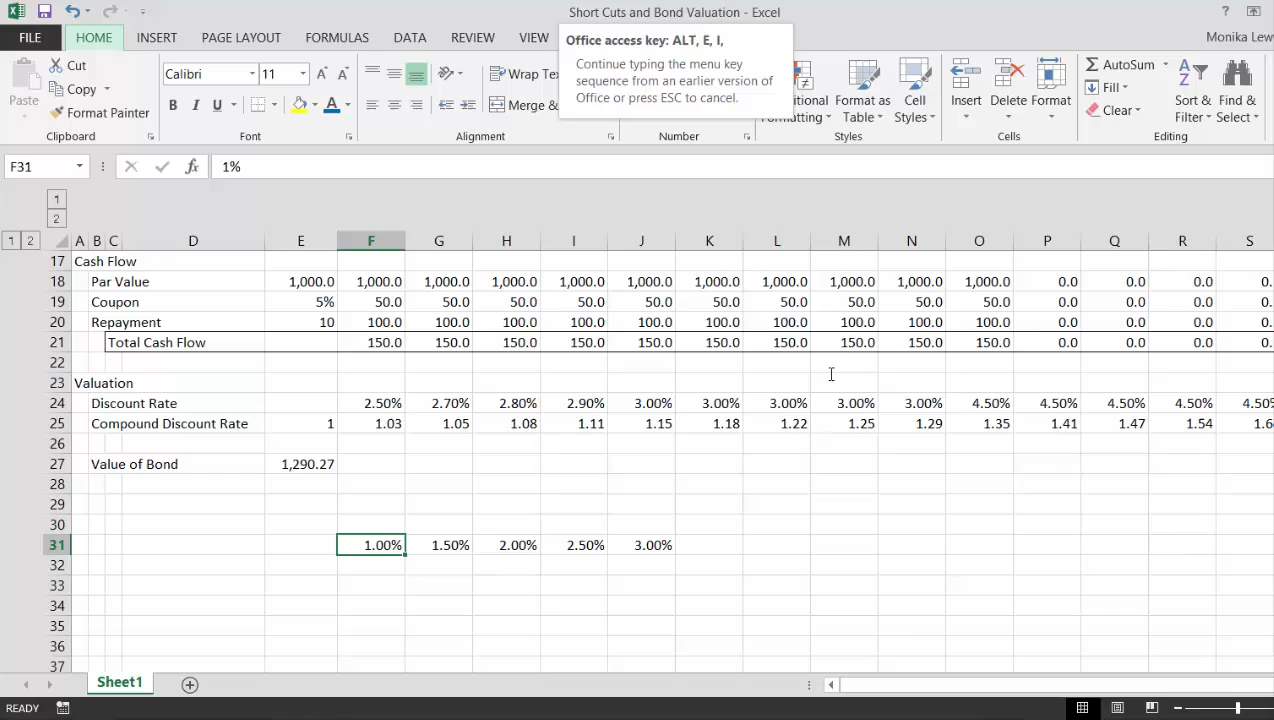 Short Cuts and Bond Valuation - Excel
FILE HOME INSERT PAGE LAYOUT FORMULAS DATA REVIEW VIEW Monika Lew
Office access key: ALT, E, I,
Continue typing the menu key
sequence from an earlier version of
Office or press ESC to cancel.
Paste
Cut
Copy
Format Painter
Clipboard
Calibri 11
B I U
Font
Wrap Tex
Merge &
Alignment
Number
itional
matting
Format as
Table
Cell
Styles
Styles
Insert
Delete
Format
Cells
AutoSum
Fill
Clear
Sort &
Filter
Find &
Select
Editing
F31 fx 1%
1
2
1 2 A B C D E F G H I J K L M N O P Q R S
17 Cash Flow
18 Par Value 1,000.0 1,000.0 1,000.0 1,000.0 1,000.0 1,000.0 1,000.0 1,000.0 1,000.0 1,000.0 1,000.0 0.0 0.0 0.0 0.
19 Coupon 5% 50.0 50.0 50.0 50.0 50.0 50.0 50.0 50.0 50.0 50.0 0.0 0.0 0.0 0.
20 Repayment 10 100.0 100.0 100.0 100.0 100.0 100.0 100.0 100.0 100.0 100.0 0.0 0.0 0.0 0.
21 Total Cash Flow 150.0 150.0 150.0 150.0 150.0 150.0 150.0 150.0 150.0 150.0 0.0 0.0 0.0 0.
22
23 Valuation
24 Discount Rate 2.50% 2.70% 2.80% 2.90% 3.00% 3.00% 3.00% 3.00% 3.00% 4.50% 4.50% 4.50% 4.50% 4.50%
25 Compound Discount Rate 1 1.03 1.05 1.08 1.11 1.15 1.18 1.22 1.25 1.29 1.35 1.41 1.47 1.54 1.6
26
27 Value of Bond 1,290.27
28
29
30
31 1.00% 1.50% 2.00% 2.50% 3.00%
32
33
34
35
36
37
Sheet1
READY